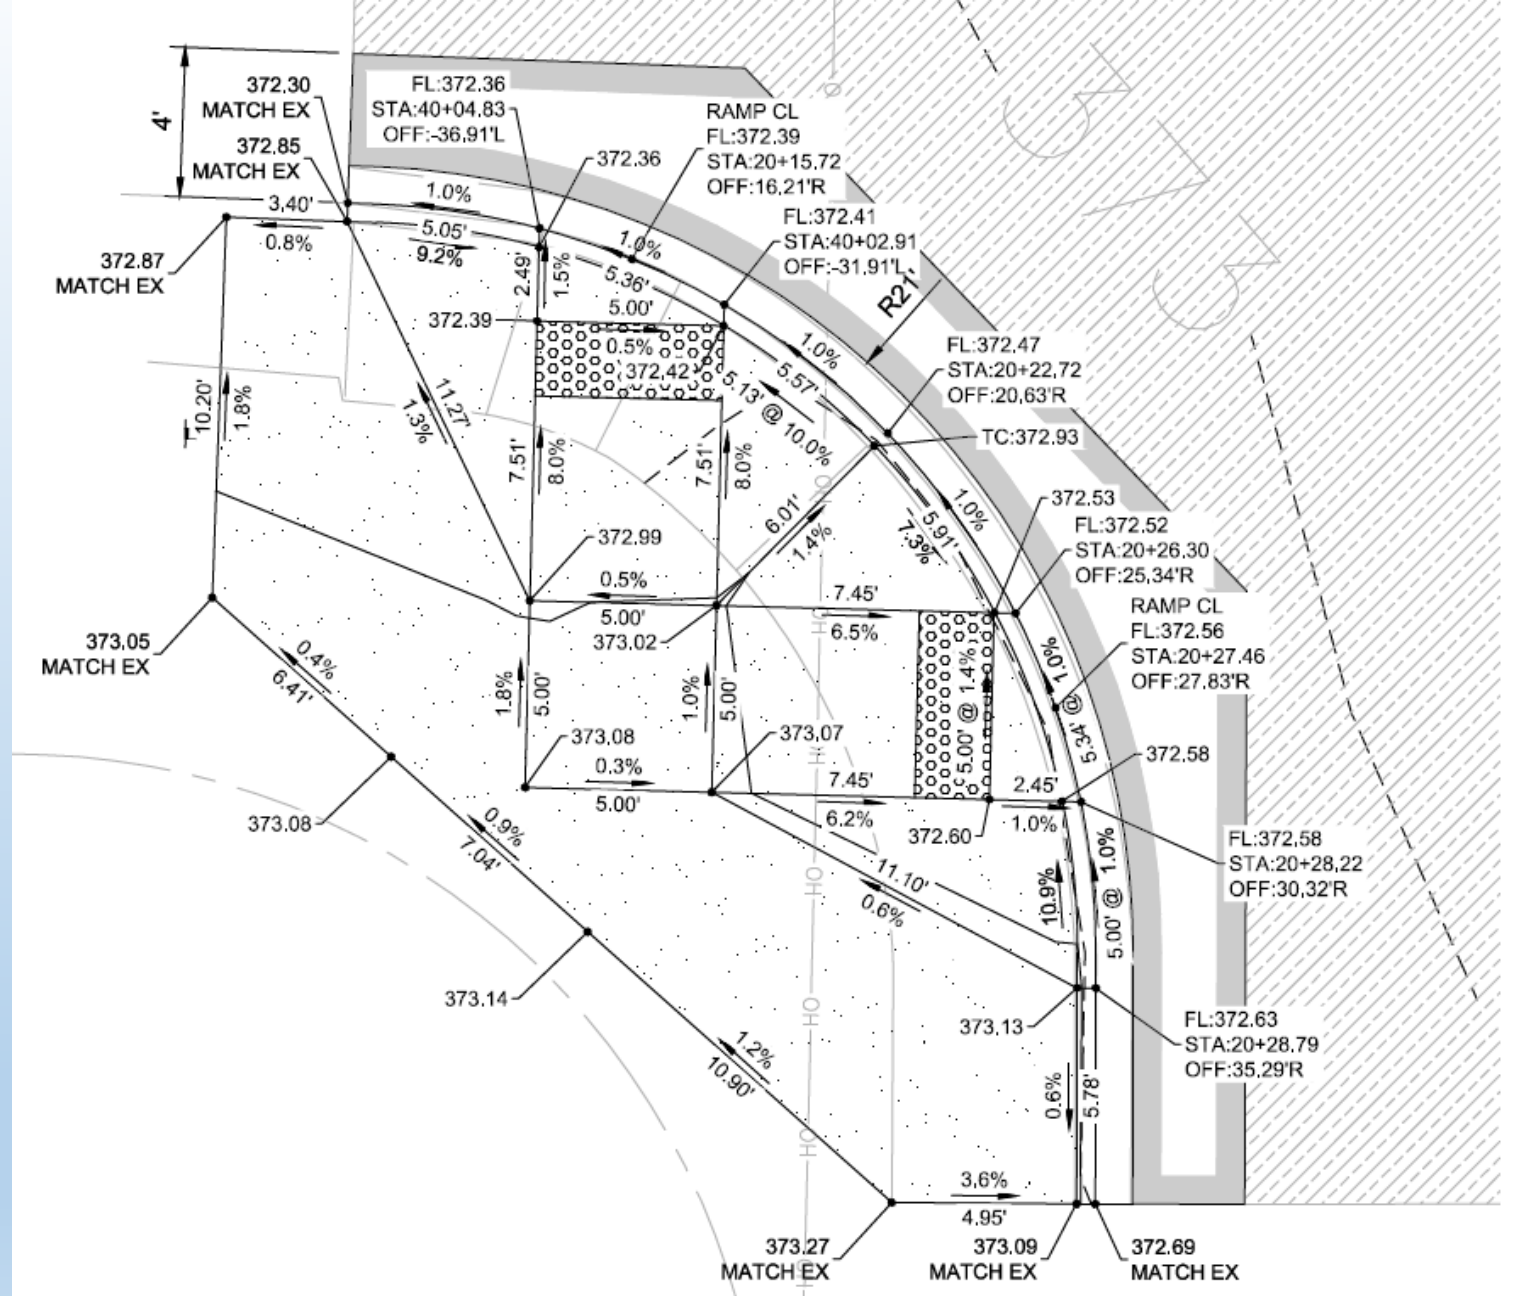 4'
372.30
MATCH EX
372.85
MATCH EX
FL:372.36
STA:40+04.83
OFF:-36.91'L
RAMP CL
FL:372.39
STA:20+15.72
OFF:16.21'R
372.36
FL:372.41
STA:40+02.91
OFF:-31.91'L
R21'
3.40'
0.8%
1.0%
5.05'
9.2%
2.49'
1.5%
1.0%
5.36'
5.00'
0.5%
372.42
372.87
MATCH EX
372.39
1.0%
5.57'
5.13' @ 10.0%
FL:372.47
STA:20+22.72
OFF:20.63'R
TC:372.93
10.20'
1.8%
11.27'
1.3%
7.51'
8.0%
7.51'
8.0%
6.01'
1.4%
1.0%
5.91'
7.3%
372.53
FL:372.52
STA:20+26.30
OFF:25.34'R
372.99
0.5%
5.00'
373.02
7.45'
6.5%
RAMP CL
FL:372.56
STA:20+27.46
OFF:27.83'R
373.05
MATCH EX
0.4%
6.41'
1.8%
5.00'
1.0%
5.00'
5.00' @ 1.4%
5.34' @ 1.0%
373.08
373.07
372.58
0.3%
5.00'
7.45'
6.2%
2.45'
1.0%
372.60
373.08
0.9%
7.04'
11.10'
0.6%
10.9%
5.00' @ 1.0%
FL:372.58
STA:20+28.22
OFF:30.32'R
OH
OH
OH
OH
373.14
373.13
FL:372.63
STA:20+28.79
OFF:35.29'R
1.2%
10.90'
0.6%
5.78'
3.6%
4.95'
373.27
MATCH EX
373.09
MATCH EX
372.69
MATCH EX